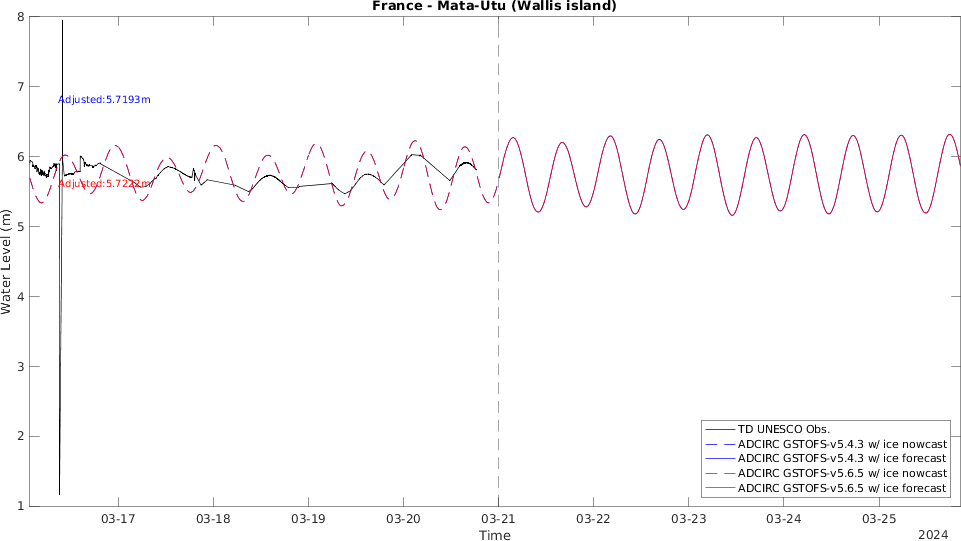 France - Mata-Utu (Wallis island)
8
7
6
5
4
3
2
1
Water Level (m)
Adjusted:5.7193m
Adjusted:5.7222m
TD UNESCO Obs.
ADCIRC GSTOFS-v5.4.3 w/ ice nowcast
ADCIRC GSTOFS-v5.4.3 w/ ice forecast
ADCIRC GSTOFS-v5.6.5 w/ ice nowcast
ADCIRC GSTOFS-v5.6.5 w/ ice forecast
03-17 03-18 03-19 03-20 03-21 03-22 03-23 03-24 03-25
Time
2024